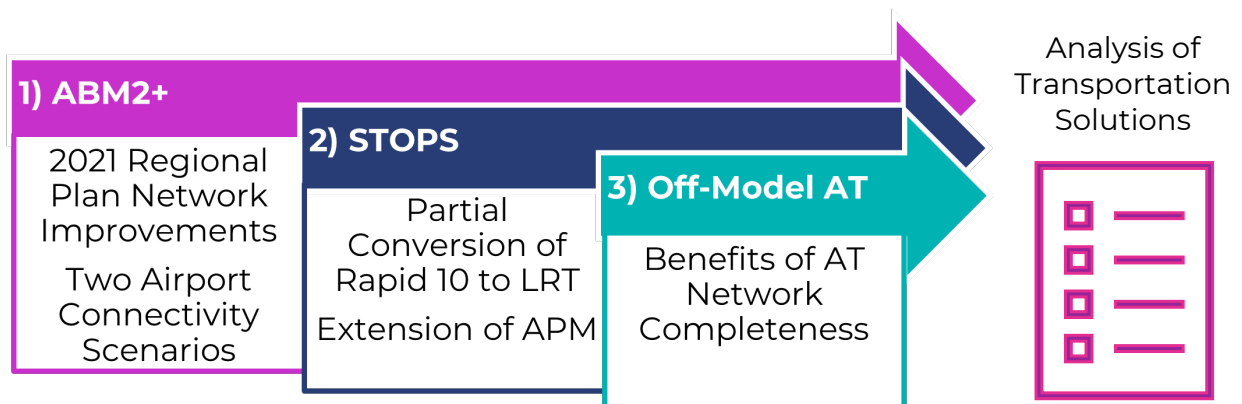 1) ABM2+
2021 Regional
Plan Network
Improvements
Two Airport
Connectivity
Scenarios
2) STOPS
Partial
Conversion of
Rapid 10 to LRT
Extension of APM
3) Off-Model AT
Benefits of AT
Network
Completeness
Analysis of
Transportation
Solutions